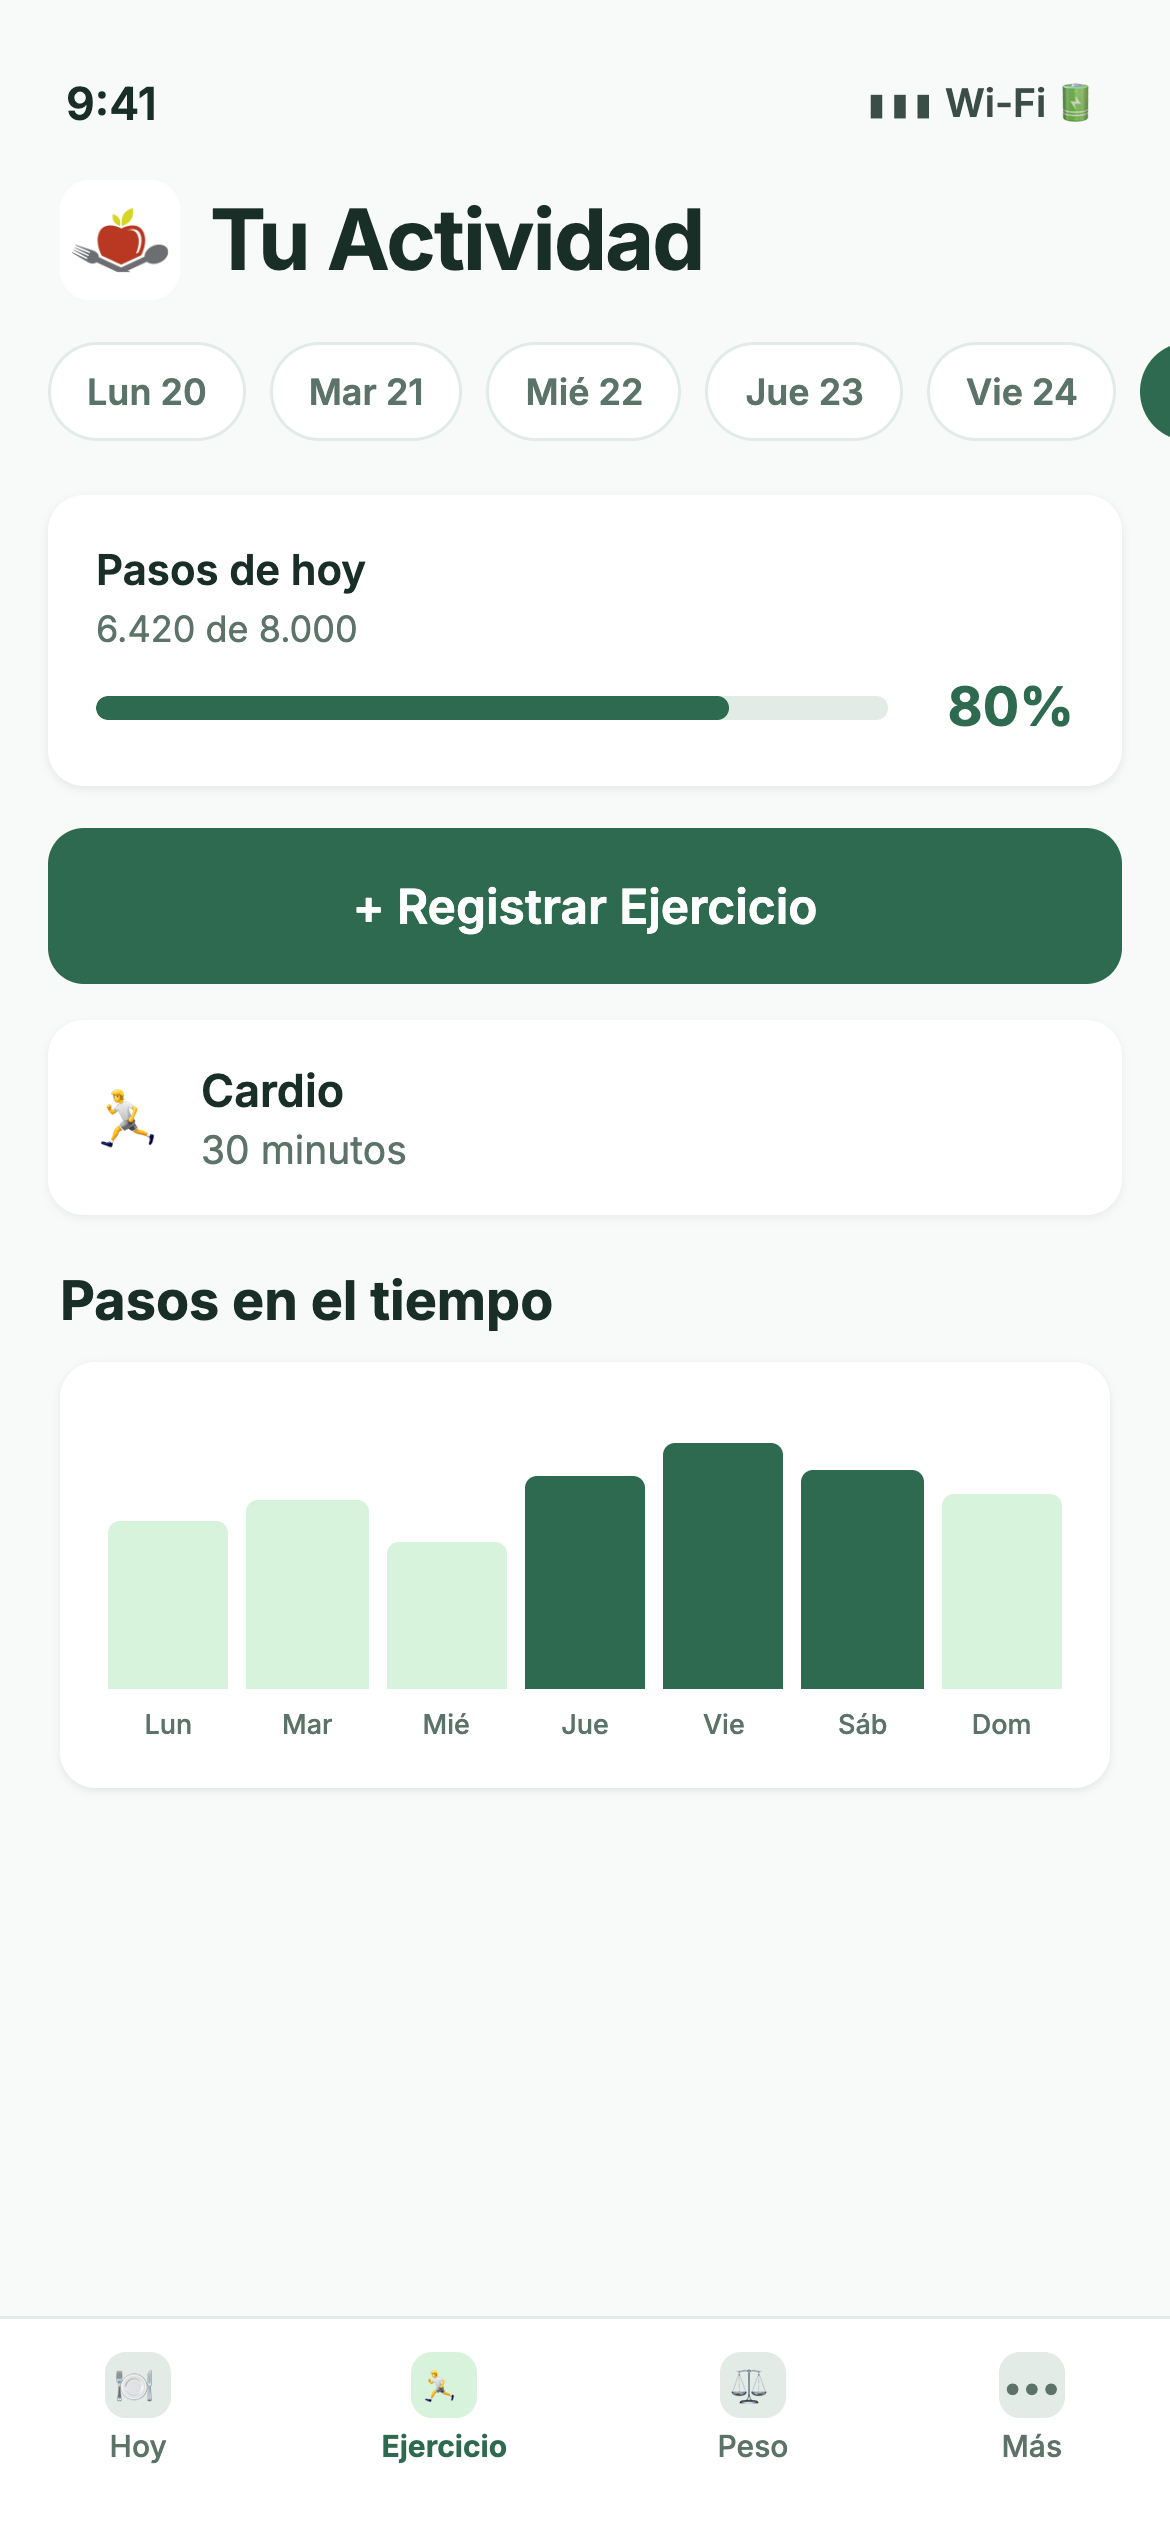 9:41
Wi-Fi
Tu Actividad
Lun 20
Mar 21
Mié 22
Jue 23
Vie 24
Pasos de hoy
6.420 de 8.000
80%
+ Registrar Ejercicio
Cardio
30 minutos
Pasos en el tiempo
Lun
Mar
Mié
Jue
Vie
Sáb
Dom
Hoy
Ejercicio
Peso
Más